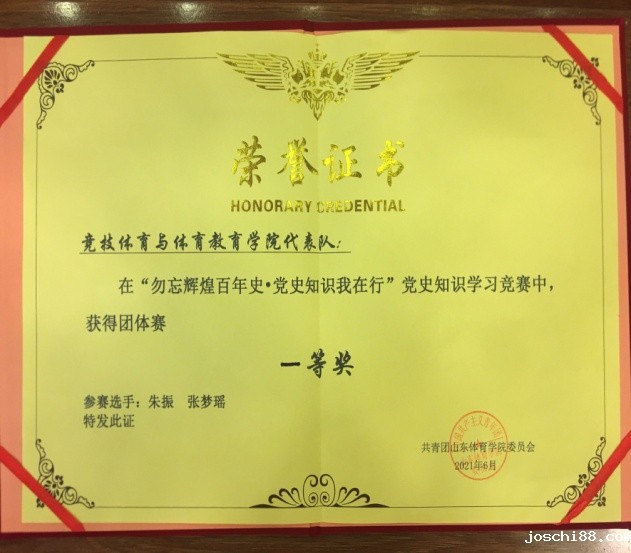 荣誉证书
HONORARY CREDENTIAL
竞技体育与体育教育学院代表队：
在“勿忘辉煌百年史•党史知识我在行”党史知识学习竞赛中，
获得团体赛
一等奖
参赛选手：朱振 张梦瑶
特发此证
共青团山东体育学院委员会
2021年6月
joschi88.com